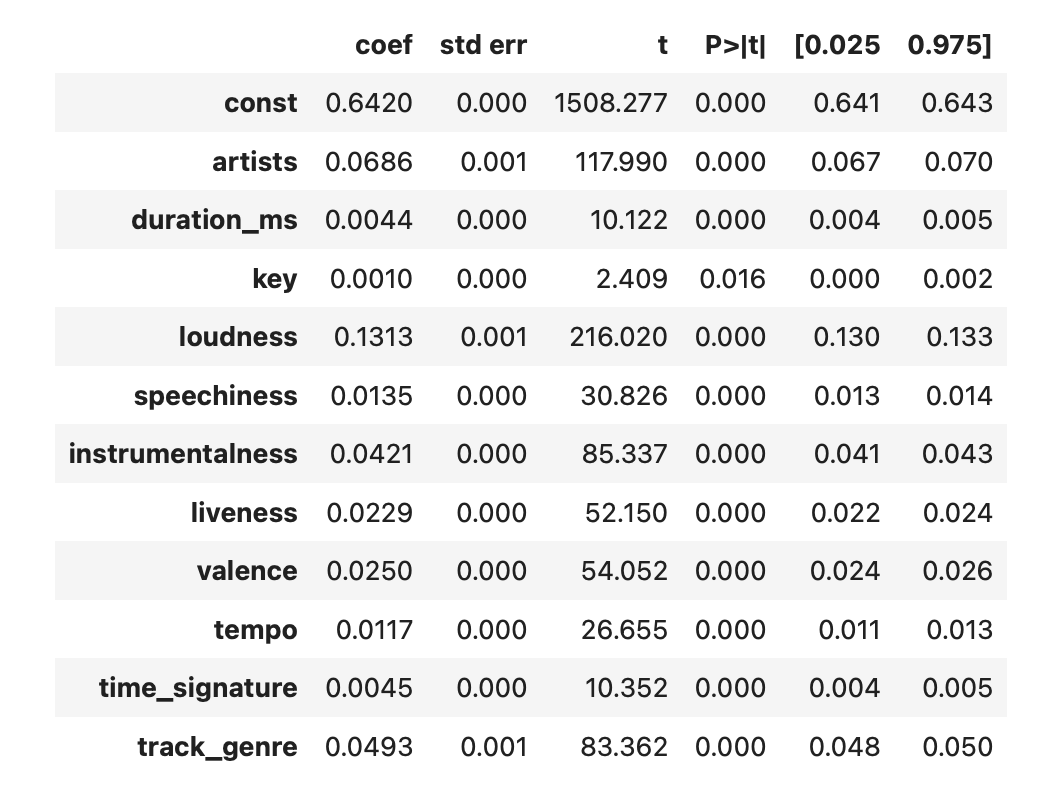 coef std err t P>|t| [0.025 0.975]
const 0.6420 0.000 1508.277 0.000 0.641 0.643
artists 0.0686 0.001 117.990 0.000 0.067 0.070
duration_ms 0.0044 0.000 10.122 0.000 0.004 0.005
key 0.0010 0.000 2.409 0.016 0.000 0.002
loudness 0.1313 0.001 216.020 0.000 0.130 0.133
speechiness 0.0135 0.000 30.826 0.000 0.013 0.014
instrumentalness 0.0421 0.000 85.337 0.000 0.041 0.043
liveness 0.0229 0.000 52.150 0.000 0.022 0.024
valence 0.0250 0.000 54.052 0.000 0.024 0.026
tempo 0.0117 0.000 26.655 0.000 0.011 0.013
time_signature 0.0045 0.000 10.352 0.000 0.004 0.005
track_genre 0.0493 0.001 83.362 0.000 0.048 0.050